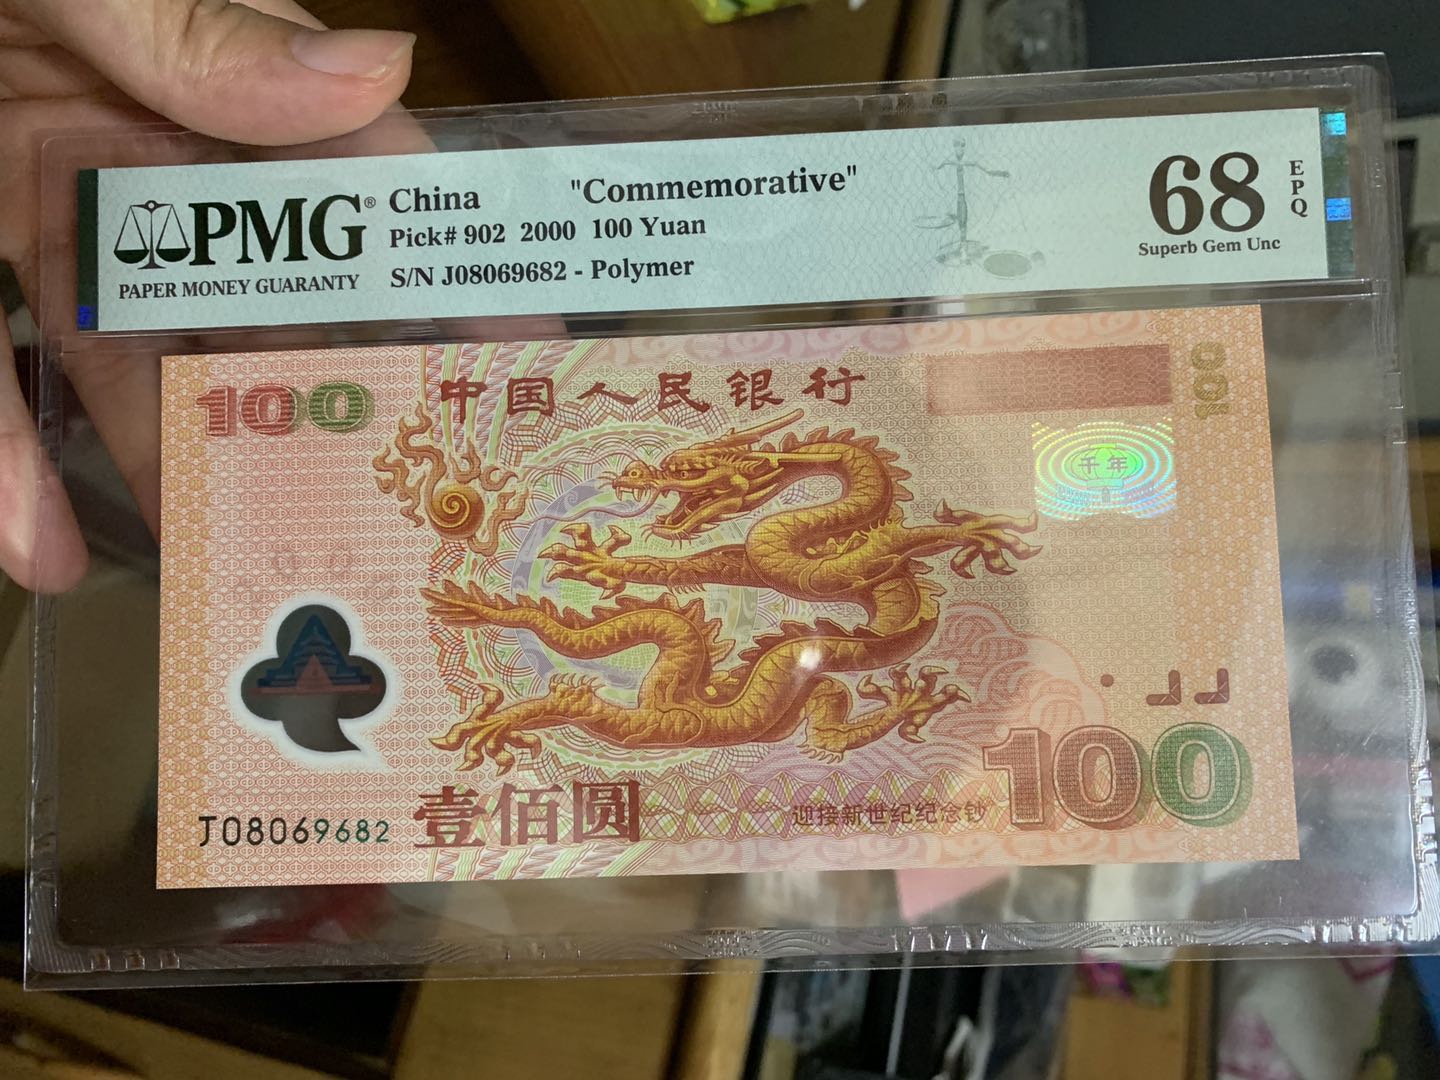 PMG® China "Commemorative" 68 EPQ
Pick# 902 2000 100 Yuan
Superb Gem Unc
PAPER MONEY GUARANTY S/N J08069682 - Polymer
100 中国人民银行 100
千年
J08069682 壹佰圆 迎接新世纪纪念钞 100